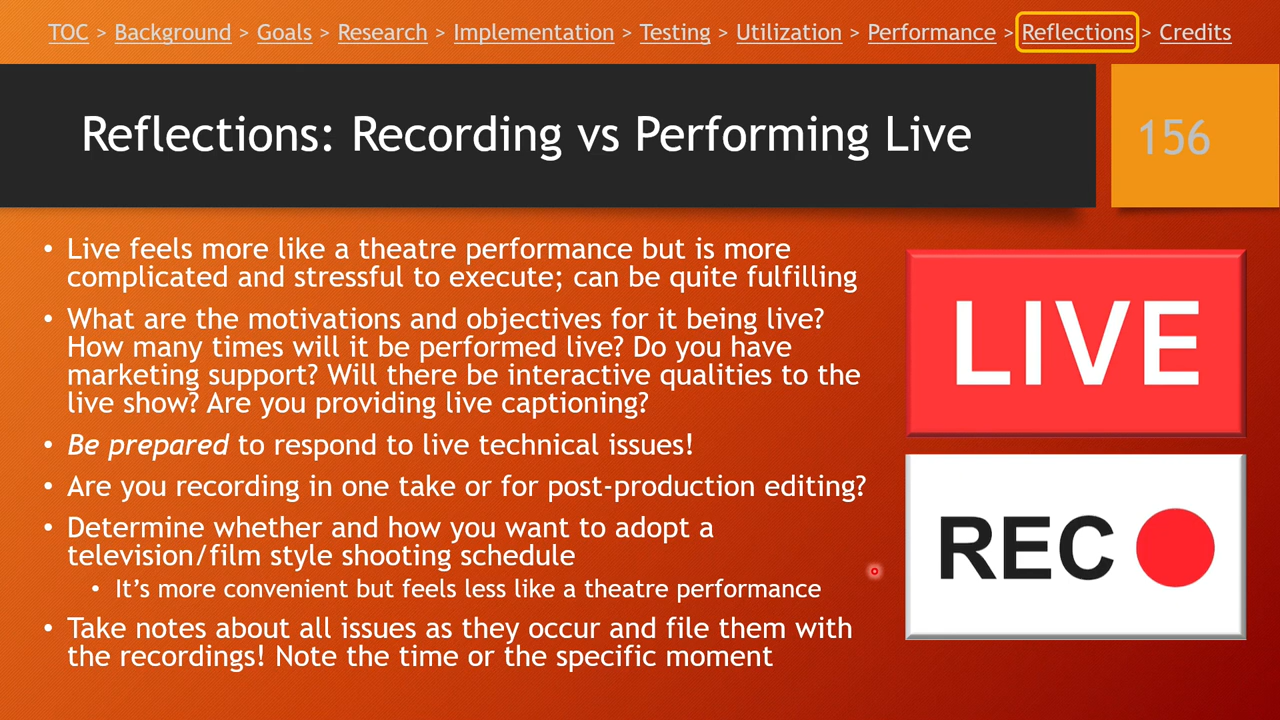 TOC > Background > Goals > Research > Implementation > Testing > Utilization > Performance > Reflections > Credits
Reflections: Recording vs Performing Live
156
• Live feels more like a theatre performance but is more
complicated and stressful to execute; can be quite fulfilling
• What are the motivations and objectives for it being live?
How many times will it be performed live? Do you have
marketing support? Will there be interactive qualities to the
live show? Are you providing live captioning?
• Be prepared to respond to live technical issues!
• Are you recording in one take or for post-production editing?
• Determine whether and how you want to adopt a
television/film style shooting schedule
• It’s more convenient but feels less like a theatre performance
• Take notes about all issues as they occur and file them with
the recordings! Note the time or the specific moment
LIVE
REC